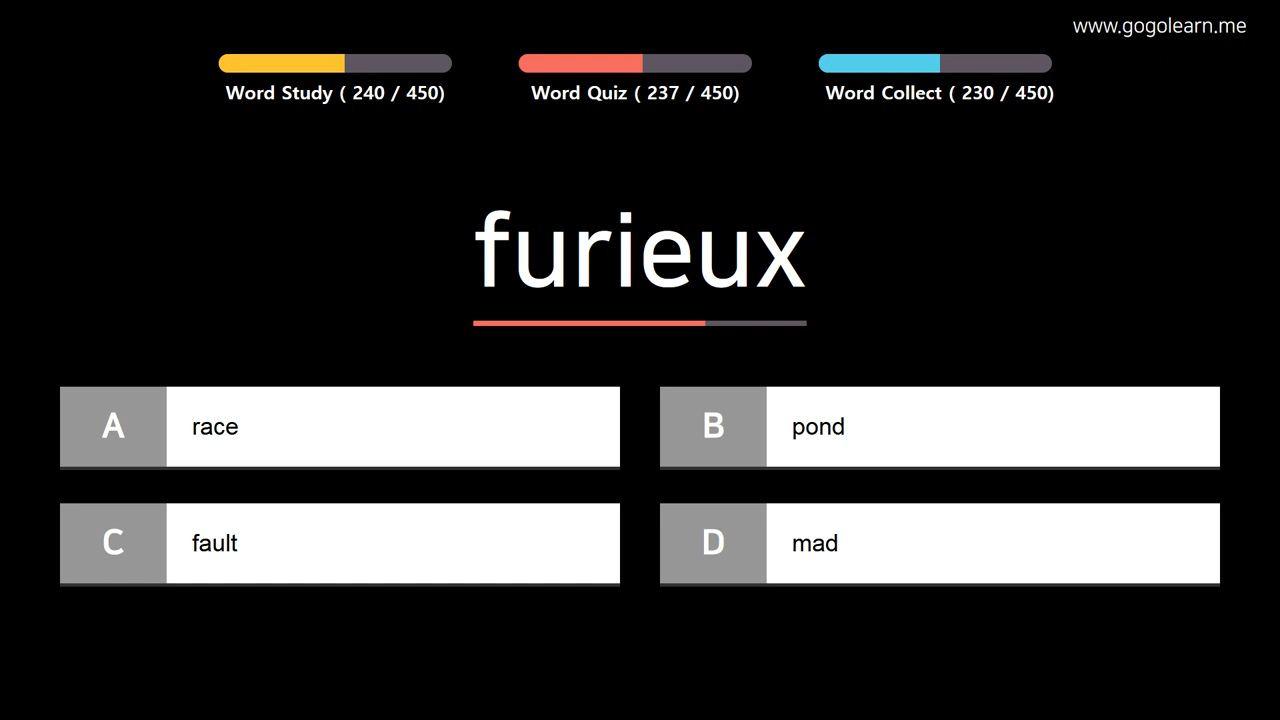 www.gogolearn.me
Word Study ( 240 / 450)
Word Quiz ( 237 / 450)
Word Collect ( 230 / 450)
furieux
A race
B pond
C fault
D mad